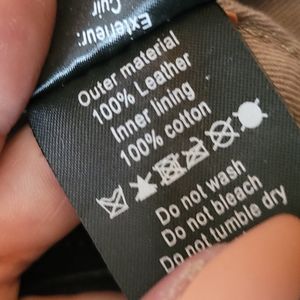 Exterieur:
Cuir
Outer material
100% Leather
Inner lining
100% cotton
Do not wash
Do not bleach
Do not tumble dry